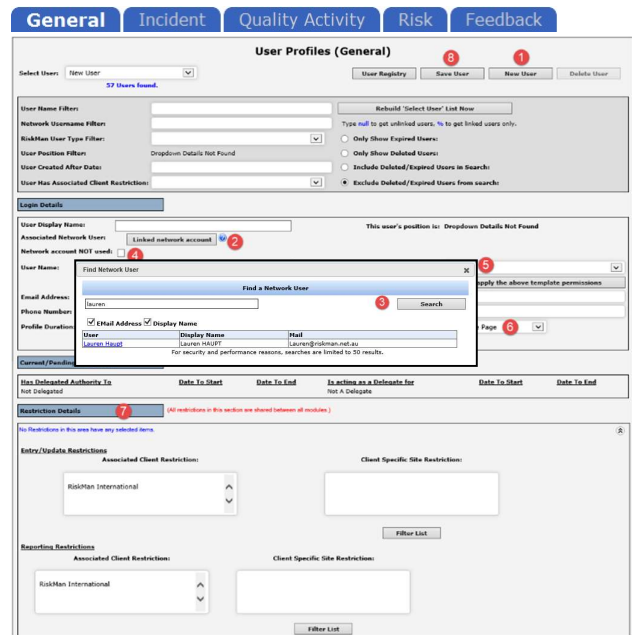 General Incident Quality Activity Risk Feedback
User Profiles (General)
8 1
Select User: New User User Registry Save User New User Delete User
57 Users found.
User Name Filter: Rebuild 'Select User' List Now
Network Username Filter: Type null to get unlinked users, % to get linked users only.
RiskMan User Type Filter: Only Show Expired Users:
User Position Filter: Dropdown Details Not Found Only Show Deleted Users:
User Created After Date: Include Deleted/Expired Users in Search:
User Has Associated Client Restriction: Exclude Deleted/Expired Users from search:
Login Details
User Display Name: This user's position is: Dropdown Details Not Found
Associated Network User: Linked network account 2
Network account NOT used: 4
User Name: Find Network User x 5
Find a Network User apply the above template permissions
Email Address: lauren 3 Search
Phone Number: EMail Address Display Name
Profile Duration: Page 6
User Display Name Mail
Lauren Haupt Lauren HAUPT Lauren@riskman.net.au
For security and performance reasons, searches are limited to 50 results.
Current/Pending
Has Delegated Authority To Date To Start Date To End Is acting as a Delegate for Date To Start Date To End
Not Delegated Not A Delegate
Restriction Details 7 (All restrictions in this section are shared between all modules.)
No Restrictions in this area have any selected items.
Entry/Update Restrictions
Associated Client Restriction: Client Specific Site Restriction:
RiskMan International
Filter List
Reporting Restrictions
Associated Client Restriction: Client Specific Site Restriction:
RiskMan International
Filter List